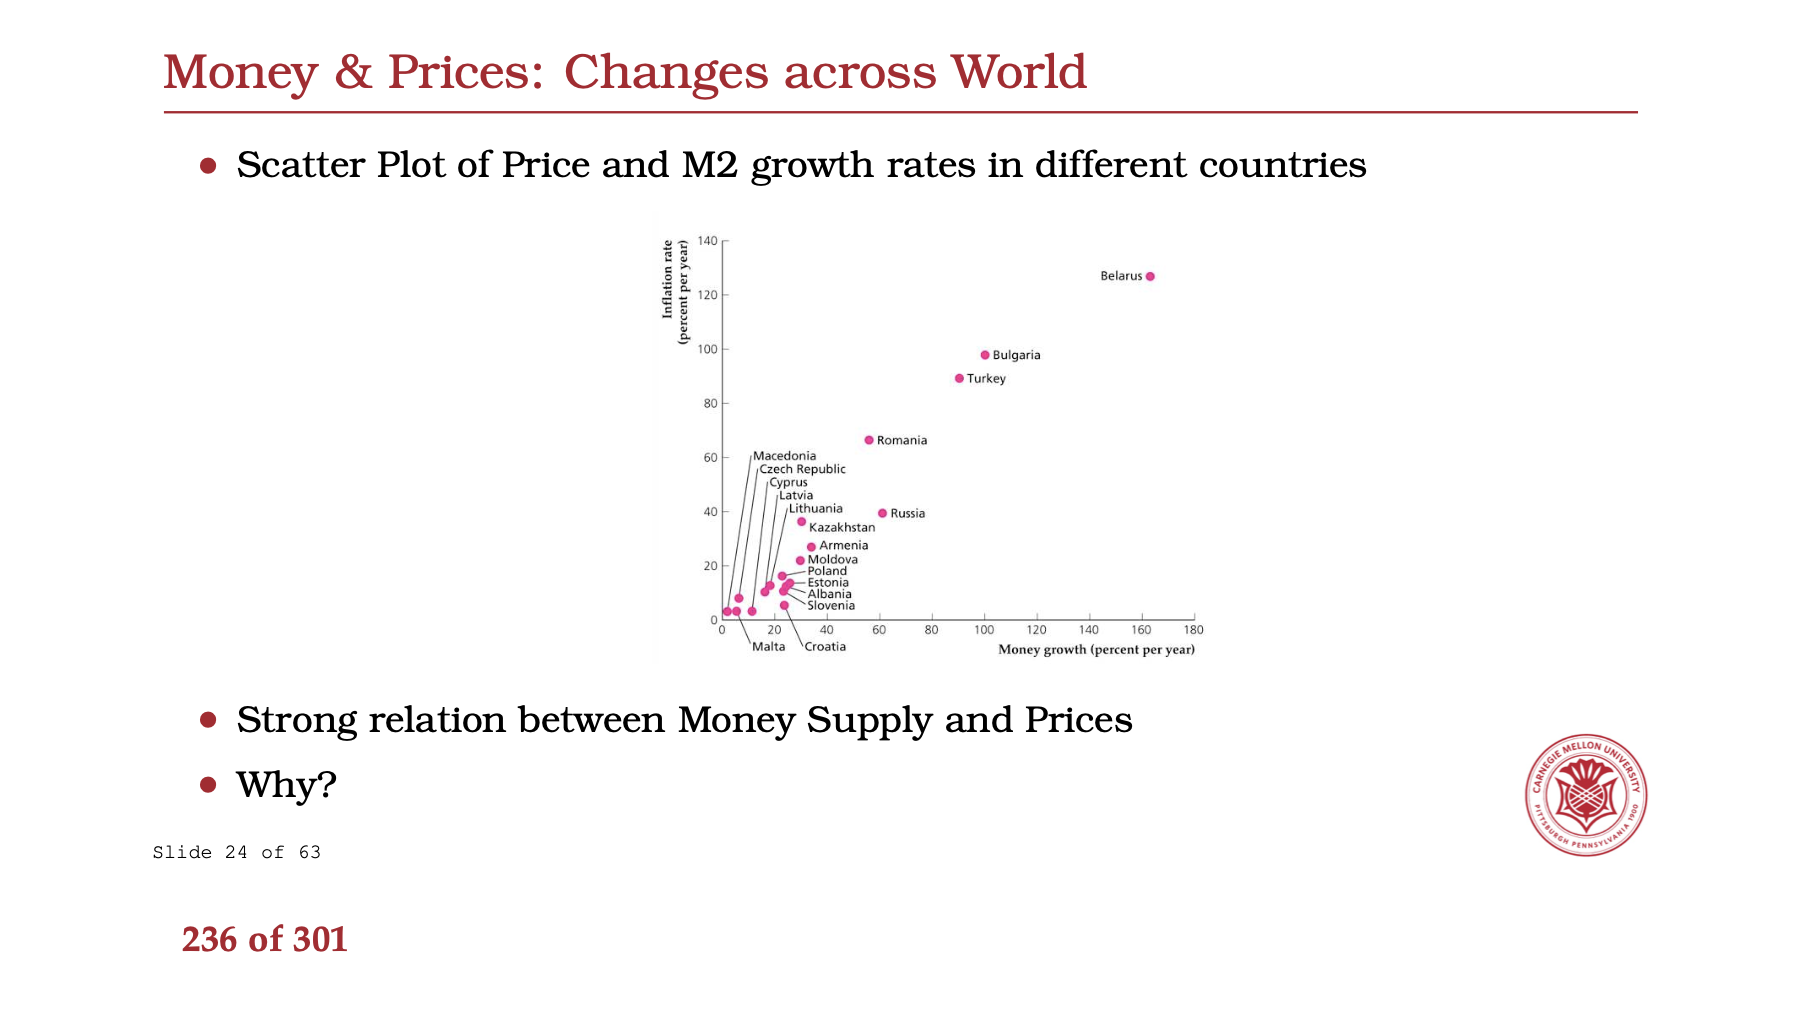 Money & Prices: Changes across World
● Scatter Plot of Price and M2 growth rates in different countries
Inflation rate
(percent per year)
140
120
100
80
60
40
20
0
Belarus
Bulgaria
Turkey
Romania
Macedonia
Czech Republic
Cyprus
Latvia
Lithuania
Russia
Kazakhstan
Armenia
Moldova
Poland
Estonia
Albania
Slovenia
0 20 40 60 80 100 120 140 160 180
Malta Croatia
Money growth (percent per year)
● Strong relation between Money Supply and Prices
● Why?
CARNEGIE MELLON UNIVERSITY
PITTSBURGH PENNSYLVANIA 1900
Slide 24 of 63
236 of 301